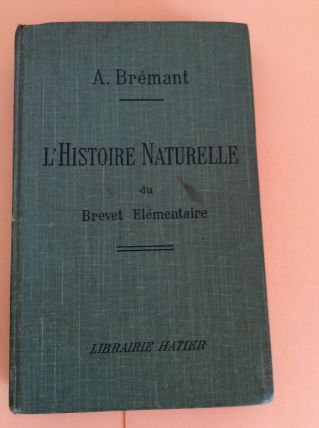 A. Brémant
L'HISTOIRE NATURELLE
du
Brevet Elémentaire
LIBRAIRIE HATIER